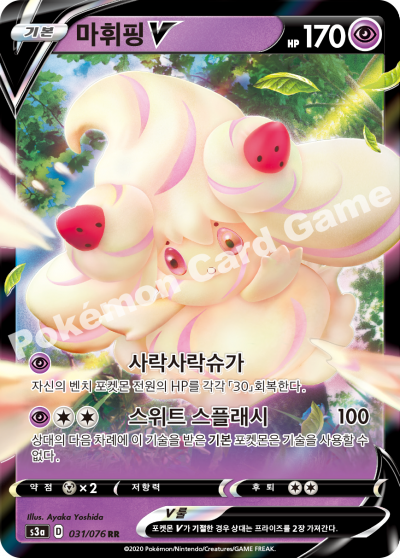 기본 마휘핑 V HP 170
Pokémon Card Game
사락사락슈가
자신의 벤치 포켓몬 전원의 HP를 각각 「30」 회복한다.
스위트 스플래시 100
상대의 다음 차례에 이 기술을 받은 기본 포켓몬은 기술을 사용할 수
없다.
약점 ×2 저항력 후퇴
V 룰
포켓몬 V가 기절한 경우 상대는 프라이즈를 2장 가져간다.
Illus. Ayaka Yoshida
s3a D 031/076 RR
©2020 Pokémon/Nintendo/Creatures/GAME FREAK.